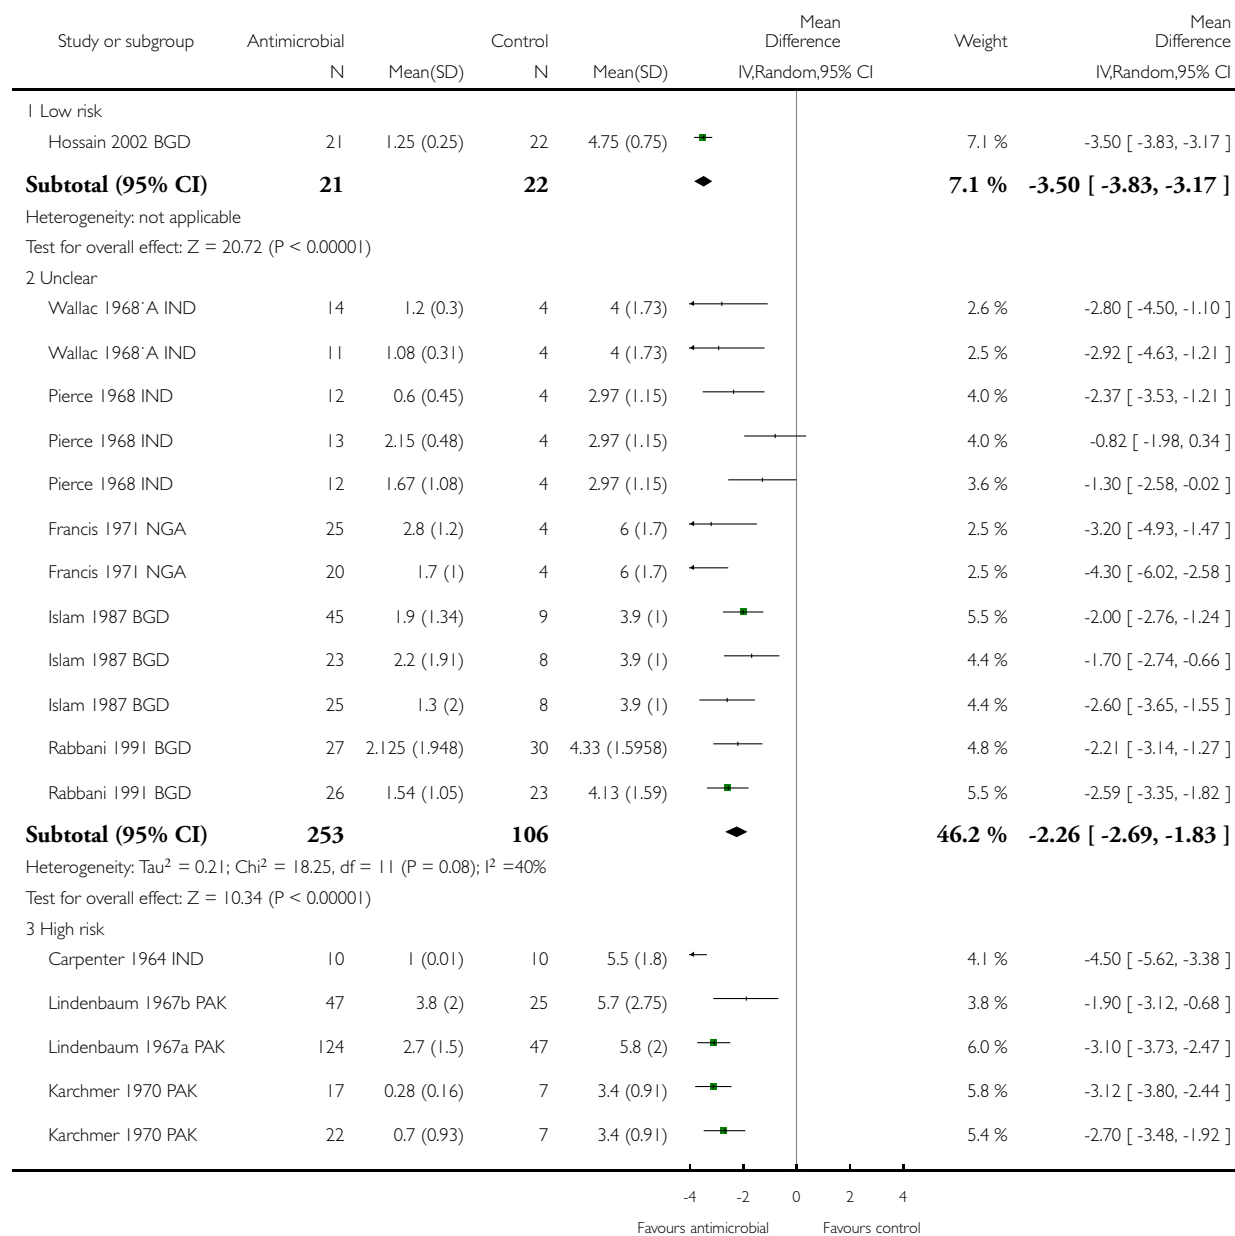 Study or subgroup Antimicrobial Control Mean Difference Weight Mean Difference
N Mean(SD) N Mean(SD) IV,Random,95% CI IV,Random,95% CI
1 Low risk
Hossain 2002 BGD 21 1.25 (0.25) 22 4.75 (0.75) 7.1 % -3.50 [ -3.83, -3.17 ]
Subtotal (95% CI) 21 22 7.1 % -3.50 [ -3.83, -3.17 ]
Heterogeneity: not applicable
Test for overall effect: Z = 20.72 (P < 0.00001)
2 Unclear
Wallac 1968˙A IND 14 1.2 (0.3) 4 4 (1.73) 2.6 % -2.80 [ -4.50, -1.10 ]
Wallac 1968˙A IND 11 1.08 (0.31) 4 4 (1.73) 2.5 % -2.92 [ -4.63, -1.21 ]
Pierce 1968 IND 12 0.6 (0.45) 4 2.97 (1.15) 4.0 % -2.37 [ -3.53, -1.21 ]
Pierce 1968 IND 13 2.15 (0.48) 4 2.97 (1.15) 4.0 % -0.82 [ -1.98, 0.34 ]
Pierce 1968 IND 12 1.67 (1.08) 4 2.97 (1.15) 3.6 % -1.30 [ -2.58, -0.02 ]
Francis 1971 NGA 25 2.8 (1.2) 4 6 (1.7) 2.5 % -3.20 [ -4.93, -1.47 ]
Francis 1971 NGA 20 1.7 (1) 4 6 (1.7) 2.5 % -4.30 [ -6.02, -2.58 ]
Islam 1987 BGD 45 1.9 (1.34) 9 3.9 (1) 5.5 % -2.00 [ -2.76, -1.24 ]
Islam 1987 BGD 23 2.2 (1.91) 8 3.9 (1) 4.4 % -1.70 [ -2.74, -0.66 ]
Islam 1987 BGD 25 1.3 (2) 8 3.9 (1) 4.4 % -2.60 [ -3.65, -1.55 ]
Rabbani 1991 BGD 27 2.125 (1.948) 30 4.33 (1.5958) 4.8 % -2.21 [ -3.14, -1.27 ]
Rabbani 1991 BGD 26 1.54 (1.05) 23 4.13 (1.59) 5.5 % -2.59 [ -3.35, -1.82 ]
Subtotal (95% CI) 253 106 46.2 % -2.26 [ -2.69, -1.83 ]
Heterogeneity: Tau² = 0.21; Chi² = 18.25, df = 11 (P = 0.08); I² =40%
Test for overall effect: Z = 10.34 (P < 0.00001)
3 High risk
Carpenter 1964 IND 10 1 (0.01) 10 5.5 (1.8) 4.1 % -4.50 [ -5.62, -3.38 ]
Lindenbaum 1967b PAK 47 3.8 (2) 25 5.7 (2.75) 3.8 % -1.90 [ -3.12, -0.68 ]
Lindenbaum 1967a PAK 124 2.7 (1.5) 47 5.8 (2) 6.0 % -3.10 [ -3.73, -2.47 ]
Karchmer 1970 PAK 17 0.28 (0.16) 7 3.4 (0.91) 5.8 % -3.12 [ -3.80, -2.44 ]
Karchmer 1970 PAK 22 0.7 (0.93) 7 3.4 (0.91) 5.4 % -2.70 [ -3.48, -1.92 ]
-4 -2 0 2 4
Favours antimicrobial Favours control